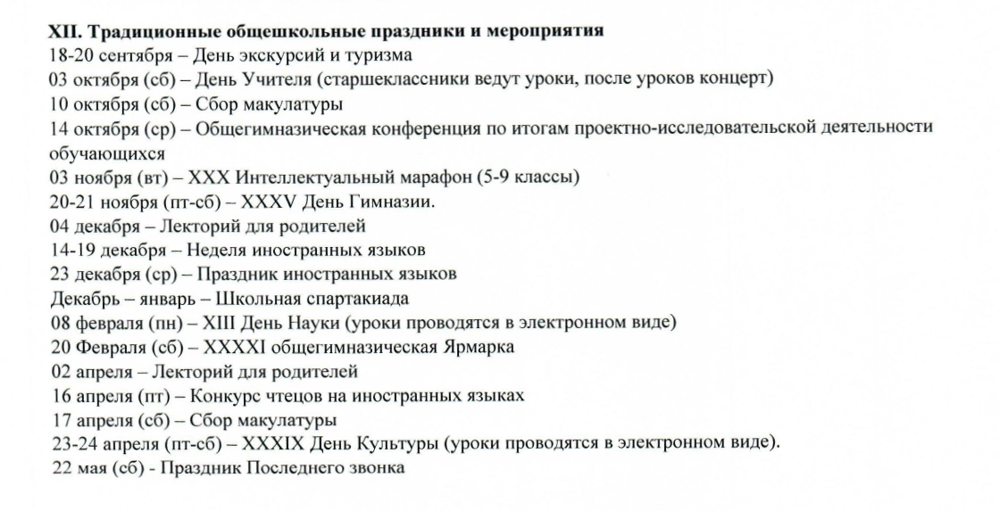 XII. Традиционные общешкольные праздники и мероприятия
18-20 сентября – День экскурсий и туризма
03 октября (сб) – День Учителя (старшеклассники ведут уроки, после уроков концерт)
10 октября (сб) – Сбор макулатуры
14 октября (ср) – Общегимназическая конференция по итогам проектно-исследовательской деятельности
обучающихся
03 ноября (вт) – XXX Интеллектуальный марафон (5-9 классы)
20-21 ноября (пт-сб) – XXXV День Гимназии.
04 декабря – Лекторий для родителей
14-19 декабря – Неделя иностранных языков
23 декабря (ср) – Праздник иностранных языков
Декабрь – январь – Школьная спартакиада
08 февраля (пн) – XIII День Науки (уроки проводятся в электронном виде)
20 Февраля (сб) – XXXXI общегимназическая Ярмарка
02 апреля – Лекторий для родителей
16 апреля (пт) – Конкурс чтецов на иностранных языках
17 апреля (сб) – Сбор макулатуры
23-24 апреля (пт-сб) – XXXIX День Культуры (уроки проводятся в электронном виде).
22 мая (сб) - Праздник Последнего звонка